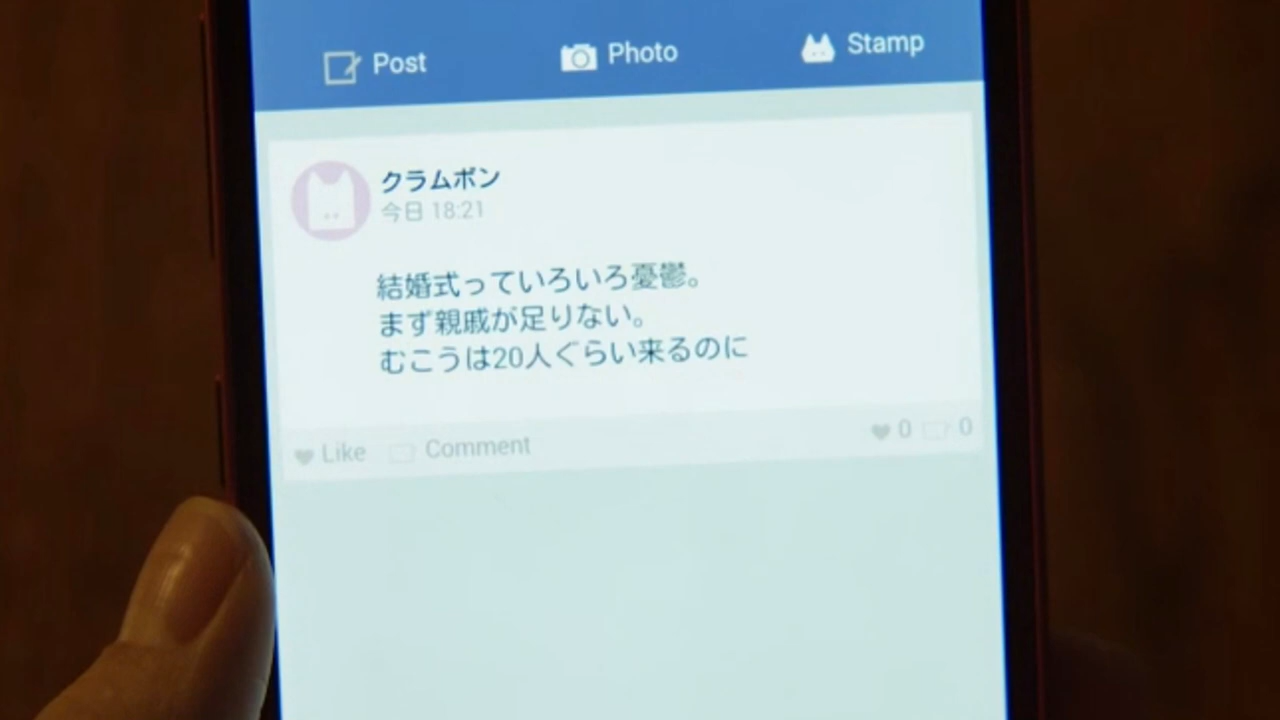 Post
Photo
Stamp
クラムボン
今日 18:21
結婚式っていろいろ憂鬱。
まず親戚が足りない。
むこうは20人ぐらい来るのに
Like
Comment
0
0